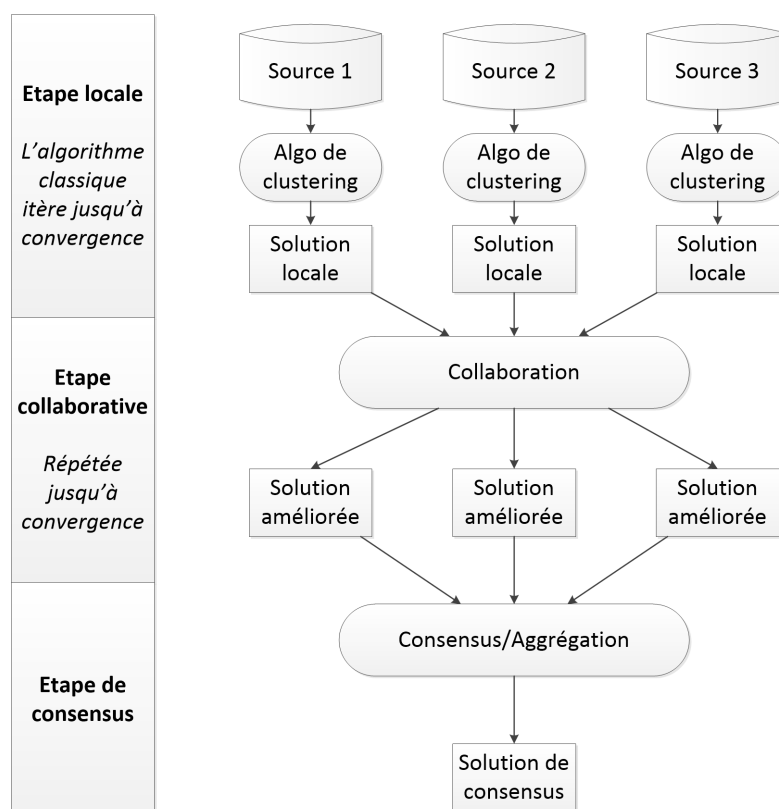 Etape locale
L'algorithme
classique
itère jusqu'à
convergence
Etape
collaborative
Répétée
jusqu'à
convergence
Etape de
consensus
Source 1
Source 2
Source 3
Algo de
clustering
Algo de
clustering
Algo de
clustering
Solution
locale
Solution
locale
Solution
locale
Collaboration
Solution
améliorée
Solution
améliorée
Solution
améliorée
Consensus/Aggrégation
Solution de
consensus